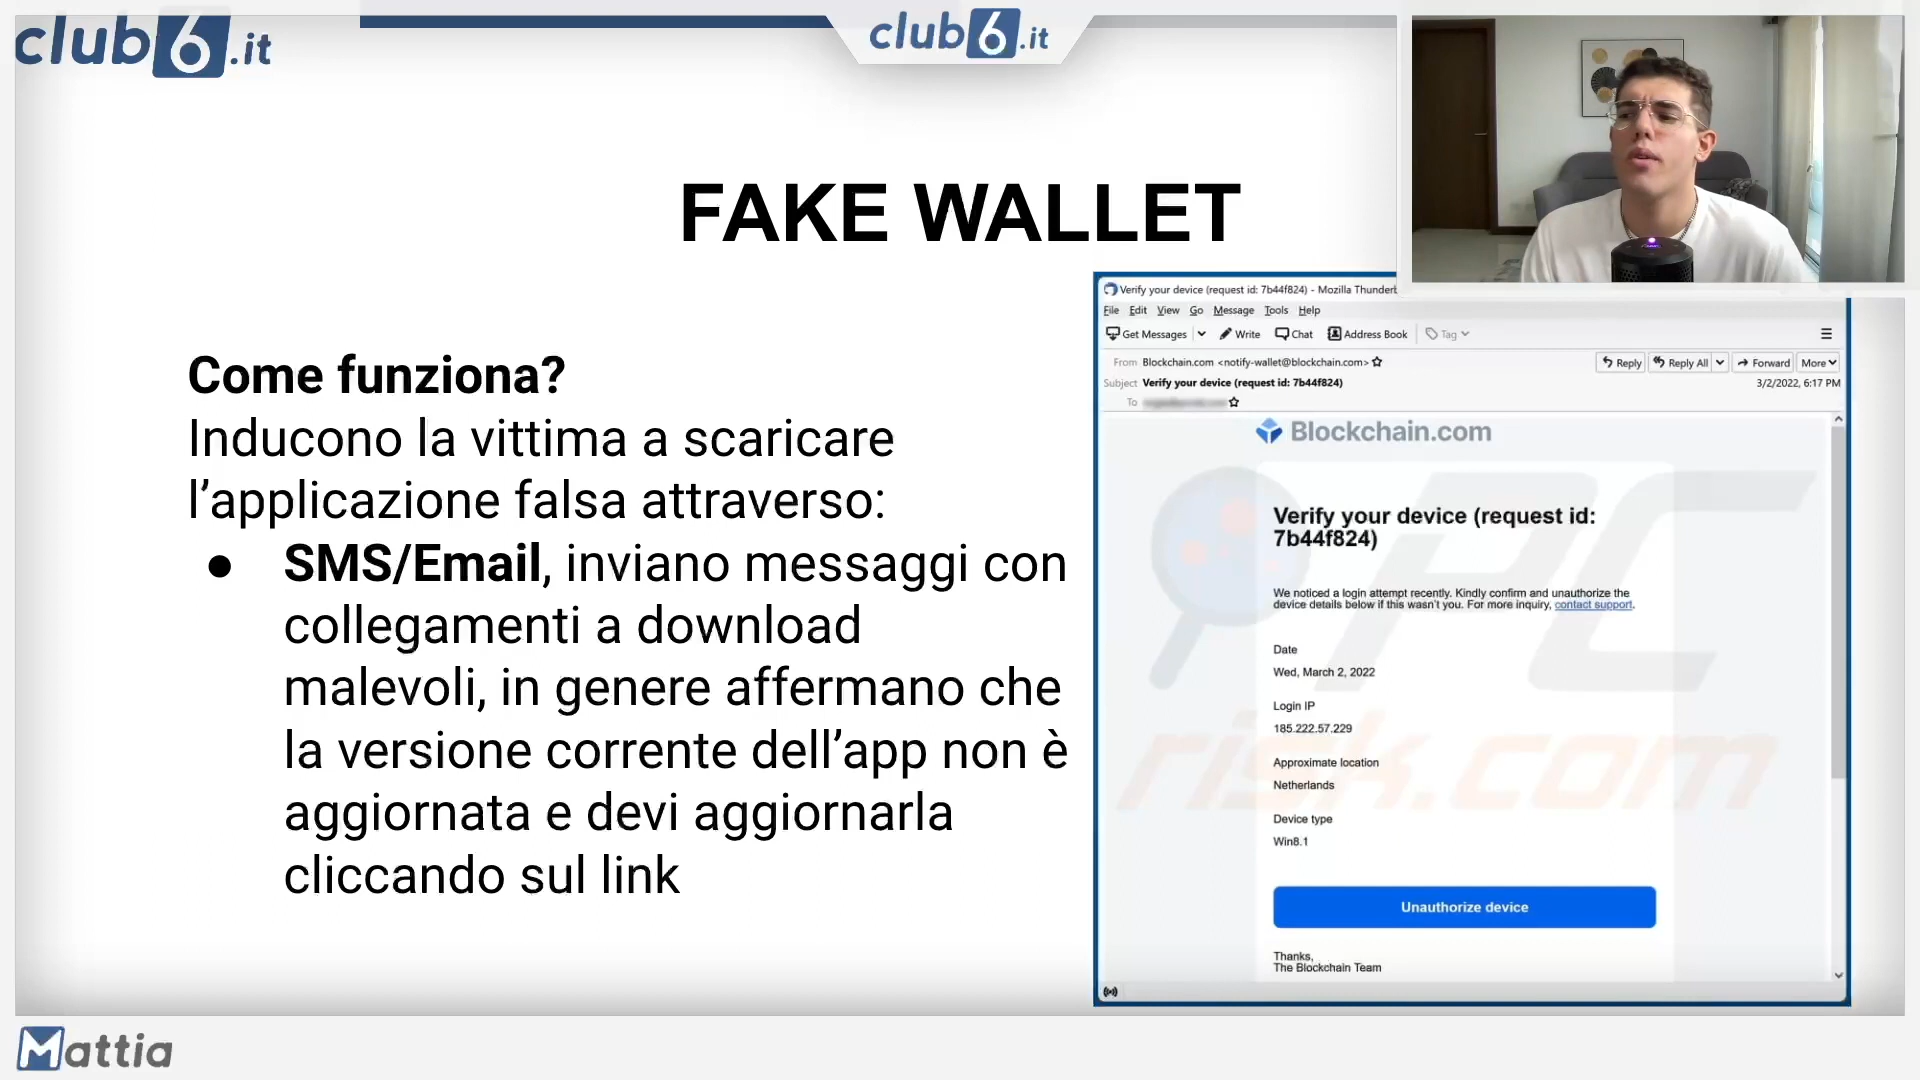 club6.it
club6.it
FAKE WALLET
Come funziona?
Inducono la vittima a scaricare
l’applicazione falsa attraverso:
● SMS/Email, inviano messaggi con
collegamenti a download
malevoli, in genere affermano che
la versione corrente dell’app non è
aggiornata e devi aggiornarla
cliccando sul link
Verify your device (request id: 7b44f824) - Mozilla Thunderb
File Edit View Go Message Tools Help
Get Messages Write Chat Address Book Tag
From Blockchain.com <notify-wallet@blockchain.com> Reply Reply All Forward More
Subject Verify your device (request id: 7b44f824) 3/2/2022, 6:17 PM
To
Blockchain.com
PC
risk.com
Verify your device (request id:
7b44f824)
We noticed a login attempt recently. Kindly confirm and unauthorize the
device details below if this wasn't you. For more inquiry, contact support.
Date
Wed, March 2, 2022
Login IP
185.222.57.229
Approximate location
Netherlands
Device type
Win8.1
Unauthorize device
Thanks,
The Blockchain Team
Mattia